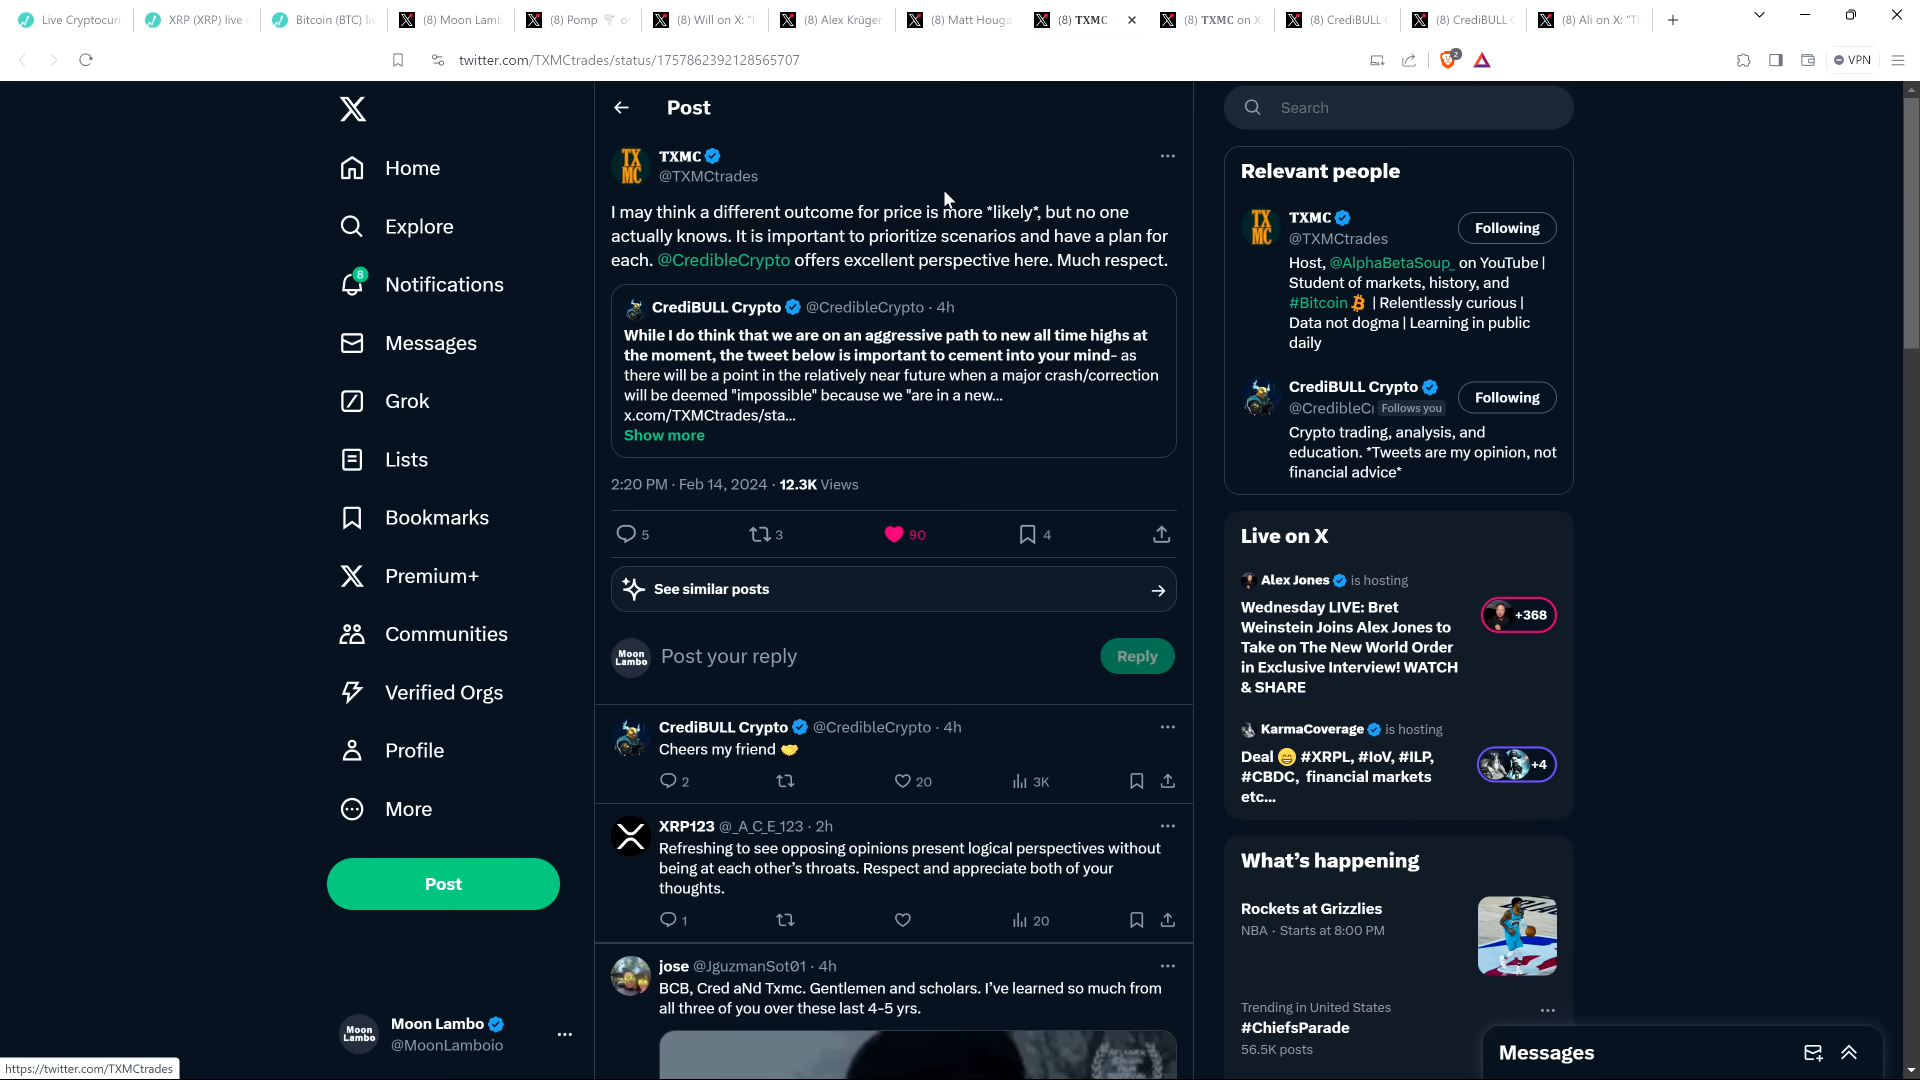 Live Cryptocurr
XRP (XRP) live
Bitcoin (BTC) li
(8) Moon Lamb
(8) Pomp
(8) Will on X: "
(8) Alex Krüger
(8) Matt Houga
(8) TXMC
(8) TXMC on X
(8) CrediBULL
(8) CrediBULL
(8) Ali on X: "T
twitter.com/TXMCtrades/status/1757862392128565707
2
VPN
Home
Explore
8
Notifications
Messages
Grok
Lists
Bookmarks
Premium+
Communities
Verified Orgs
Profile
More
Post
Moon Lambo
Moon Lambo
@MoonLamboio
https://twitter.com/TXMCtrades
Post
TX
MC
TXMC
@TXMCtrades
I may think a different outcome for price is more *likely*, but no one
actually knows. It is important to prioritize scenarios and have a plan for
each. @CredibleCrypto offers excellent perspective here. Much respect.
CrediBULL Crypto @CredibleCrypto · 4h
While I do think that we are on an aggressive path to new all time highs at
the moment, the tweet below is important to cement into your mind- as
there will be a point in the relatively near future when a major crash/correction
will be deemed "impossible" because we "are in a new...
x.com/TXMCtrades/sta...
Show more
2:20 PM · Feb 14, 2024 · 12.3K Views
5 3 90 4
See similar posts
Moon Lambo
Post your reply
Reply
CrediBULL Crypto @CredibleCrypto · 4h
Cheers my friend 🤝
2 20 3K
XRP123 @_A_C_E_123 · 2h
Refreshing to see opposing opinions present logical perspectives without
being at each other's throats. Respect and appreciate both of your
thoughts.
1 20
jose @JguzmanSot01 · 4h
BCB, Cred aNd Txmc. Gentlemen and scholars. I've learned so much from
all three of you over these last 4-5 yrs.
Search
Relevant people
TX
MC
TXMC
@TXMCtrades
Following
Host, @AlphaBetaSoup_ on YouTube |
Student of markets, history, and
#Bitcoin | Relentlessly curious |
Data not dogma | Learning in public
daily
CrediBULL Crypto
@CredibleC Follows you
Following
Crypto trading, analysis, and
education. *Tweets are my opinion, not
financial advice*
Live on X
Alex Jones is hosting
Wednesday LIVE: Bret
Weinstein Joins Alex Jones to
Take on The New World Order
in Exclusive Interview! WATCH
& SHARE
+368
KarmaCoverage is hosting
Deal 😄 #XRPL, #IoV, #ILP,
#CBDC, financial markets
etc...
+4
What's happening
Rockets at Grizzlies
NBA · Starts at 8:00 PM
Trending in United States
#ChiefsParade
56.5K posts
Messages